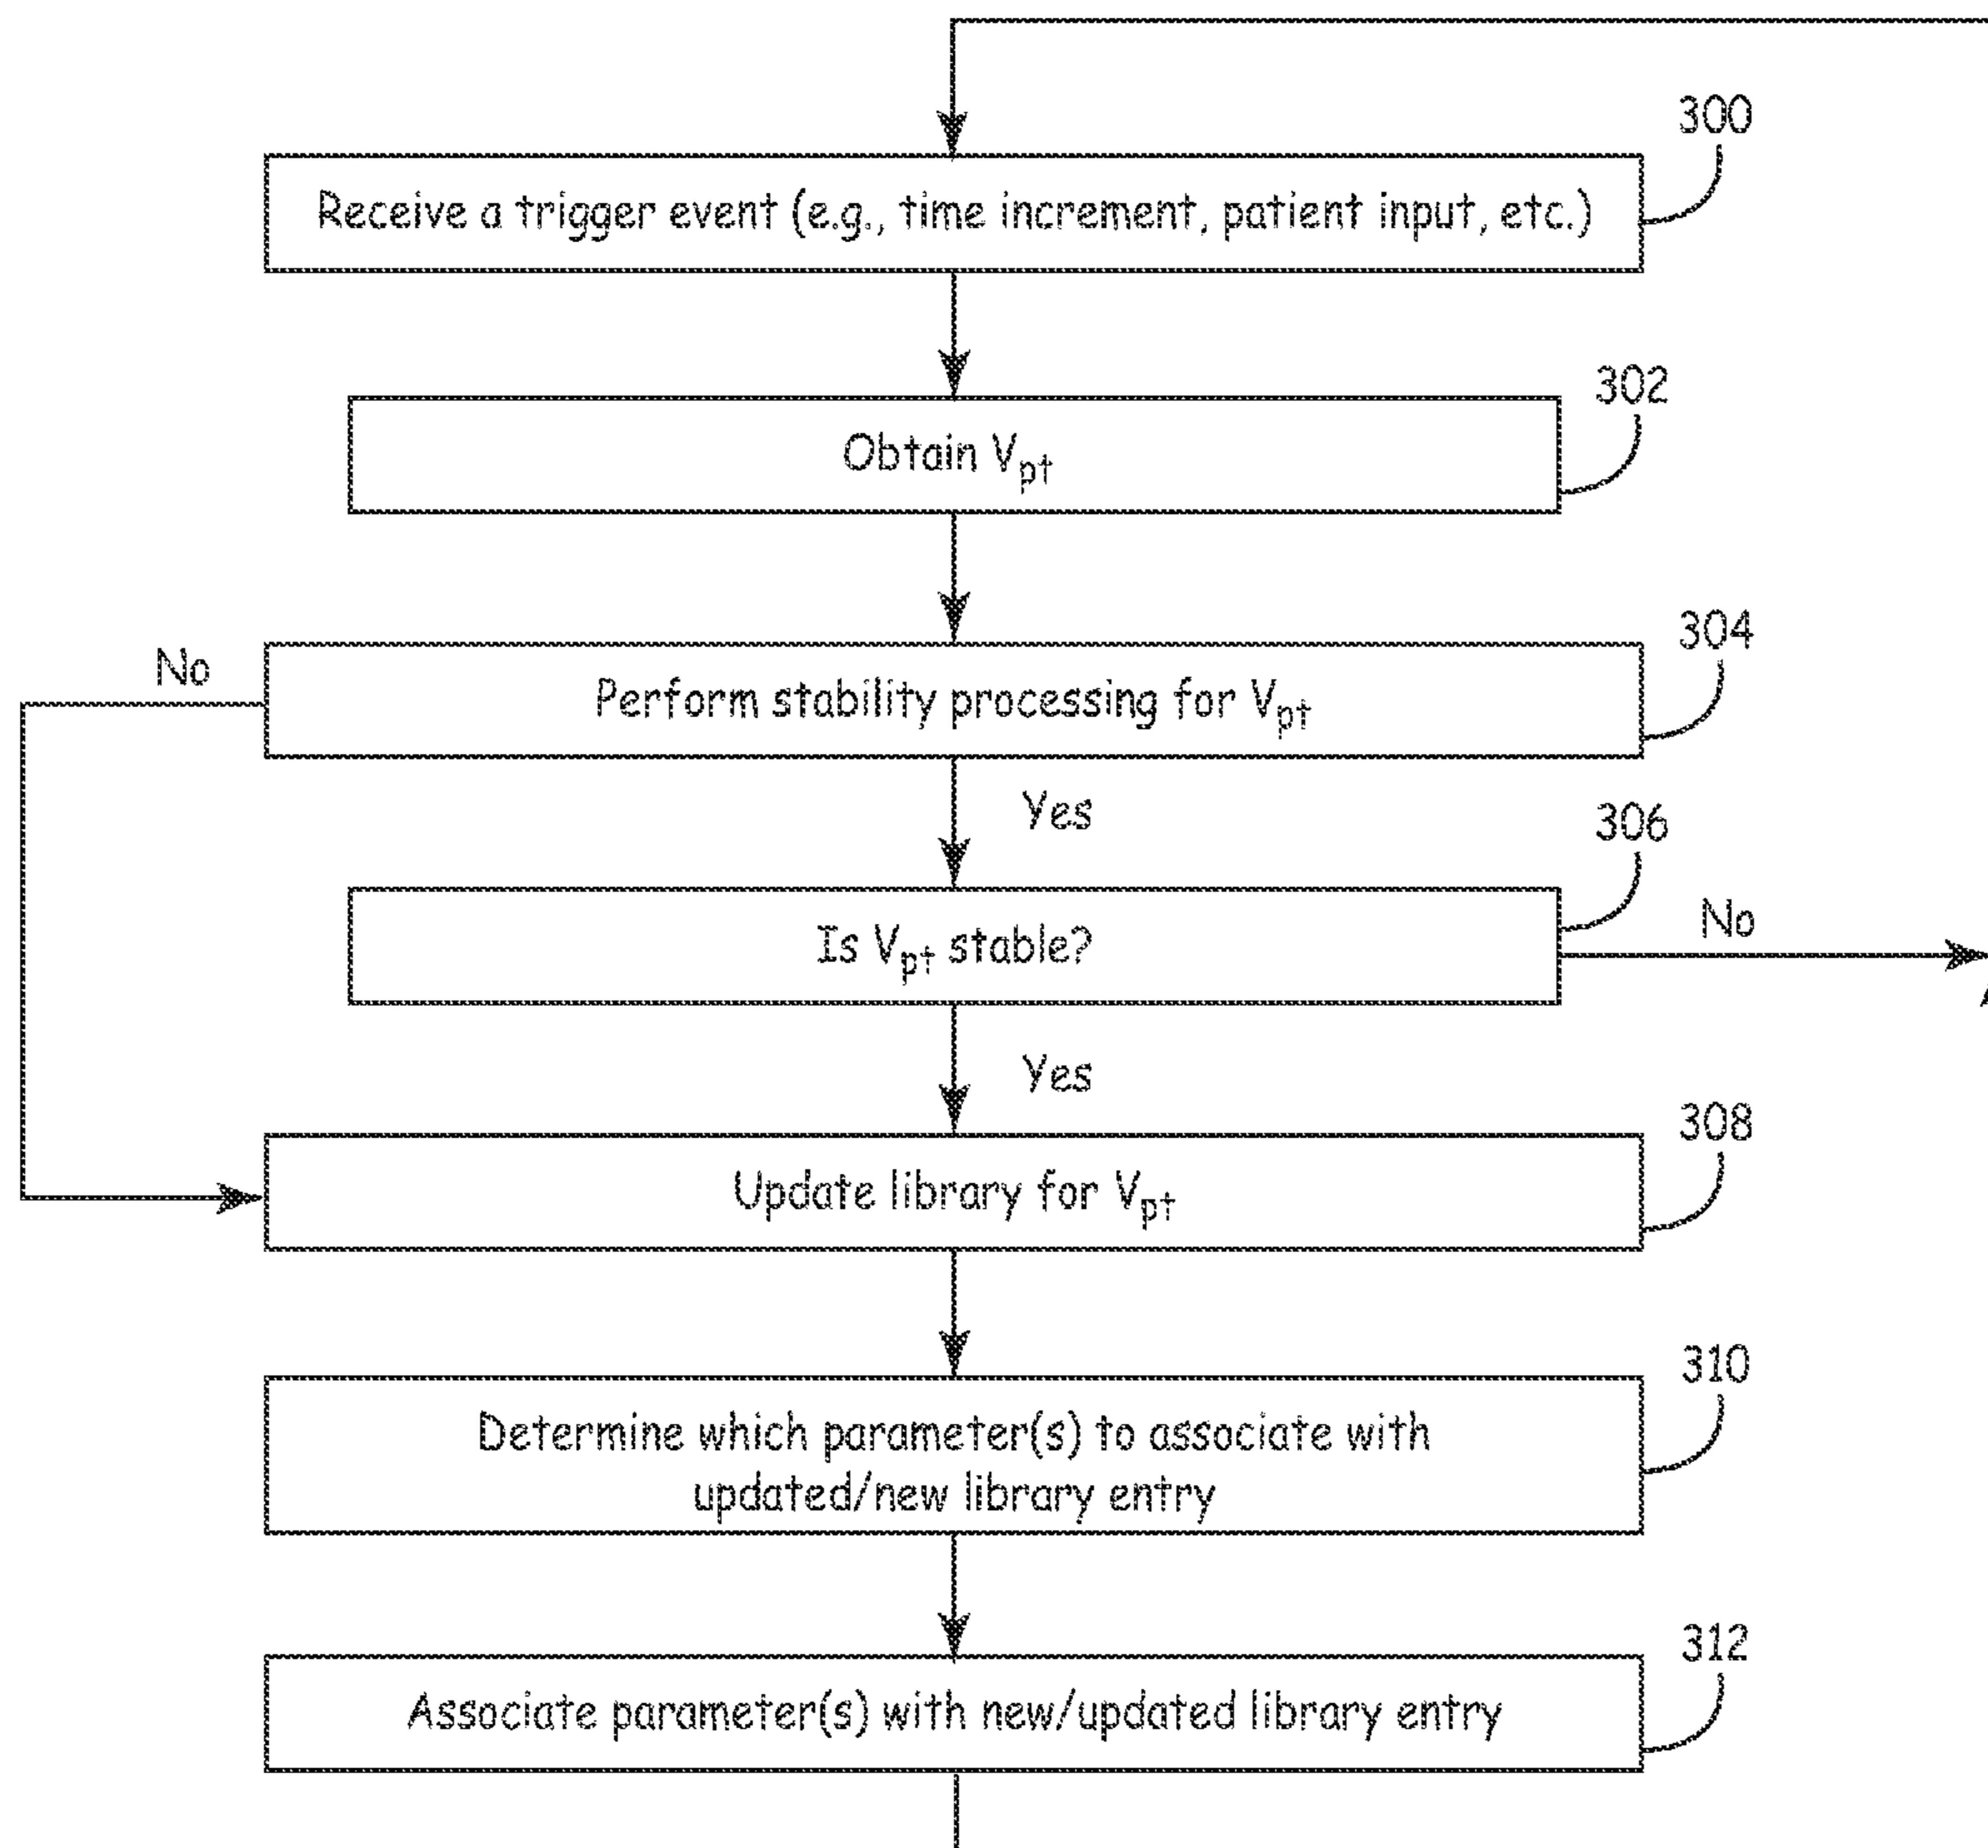 300
Receive a trigger event (e.g., time increment, patient input, etc.)
302
Obtain Vpt
304
No
Perform stability processing for Vpt
Yes
306
Is Vpt stable?
No
Yes
308
Update library for Vpt
310
Determine which parameter(s) to associate with
updated/new library entry
312
Associate parameter(s) with new/updated library entry